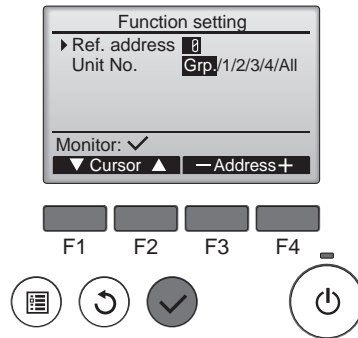 Function setting
Ref. address 0
Unit No. Grp./1/2/3/4/All
Monitor: ✓
▼ Cursor ▲ −Address+
F1 F2 F3 F4